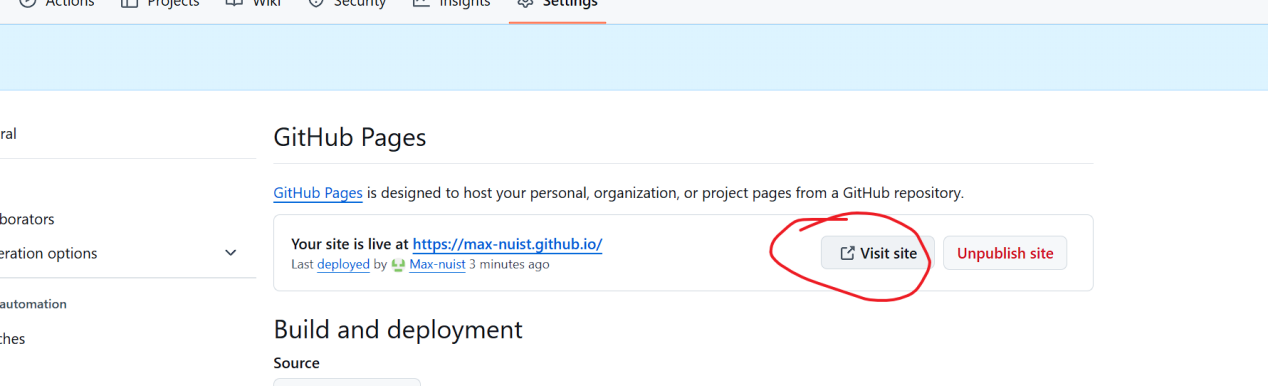 Actions Projects Wiki Security Insights Settings
ral
GitHub Pages
GitHub Pages is designed to host your personal, organization, or project pages from a GitHub repository.
borators
eration options
Your site is live at https://max-nuist.github.io/
Last deployed by Max-nuist 3 minutes ago
Visit site
Unpublish site
automation
ches
Build and deployment
Source